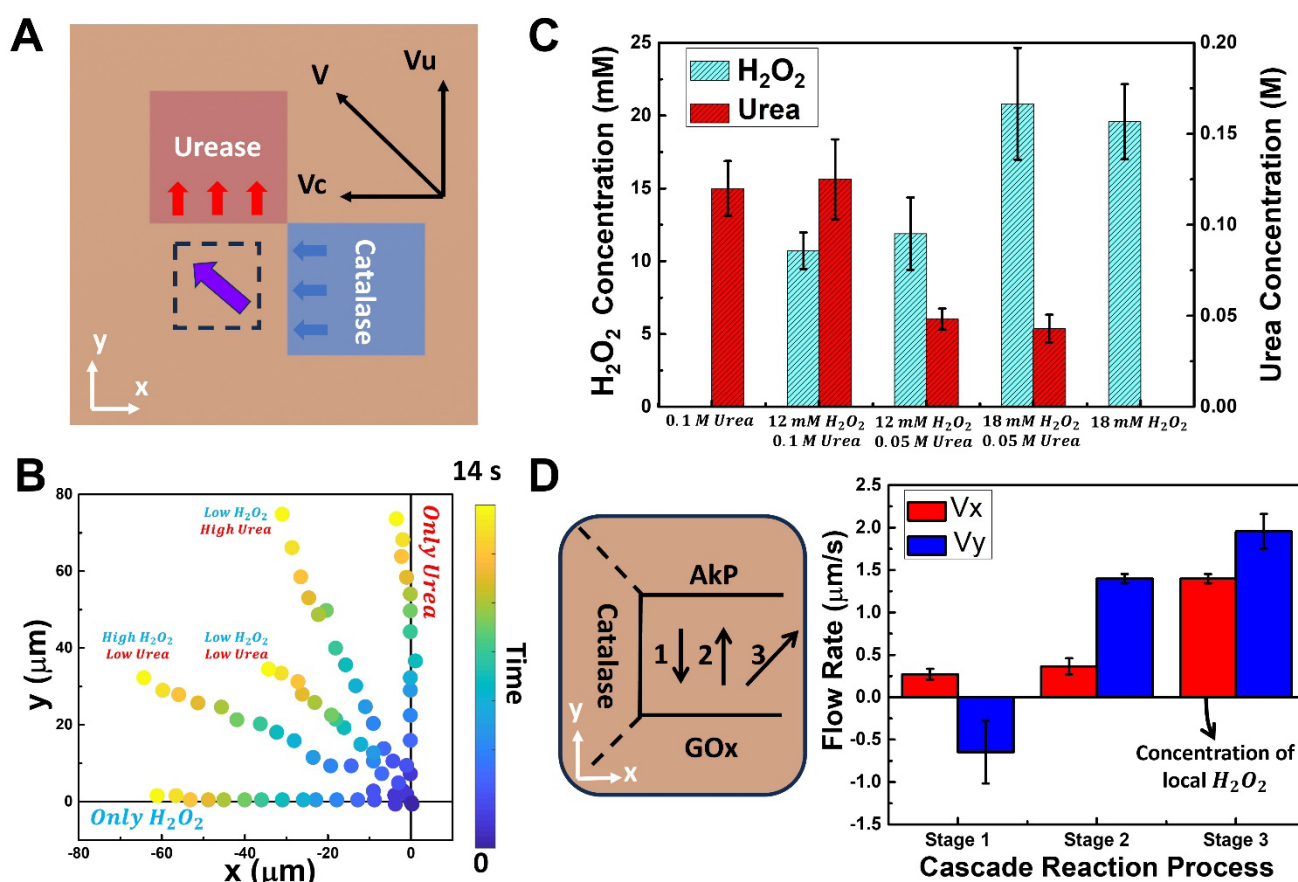 A
Urease
Catalase
V
Vu
Vc
y
x
B
14 s
80
60
40
20
0
y (μm)
Low H₂O₂
High Urea
High H₂O₂
Low Urea
Low H₂O₂
Low Urea
Only Urea
Only H₂O₂
-80
-60
-40
-20
0
x (μm)
Time
0
C
H₂O₂
Urea
25
20
15
10
5
0
H₂O₂ Concentration (mM)
0.20
0.15
0.10
0.05
0.00
Urea Concentration (M)
0.1 M Urea
12 mM H₂O₂
0.1 M Urea
12 mM H₂O₂
0.05 M Urea
18 mM H₂O₂
0.05 M Urea
18 mM H₂O₂
D
AkP
Catalase
1
2
3
GOx
y
x
Vx
Vy
2.5
2.0
1.5
1.0
0.5
0.0
-0.5
-1.0
-1.5
Flow Rate (μm/s)
Concentration of
local H₂O₂
Stage 1
Stage 2
Stage 3
Cascade Reaction Process